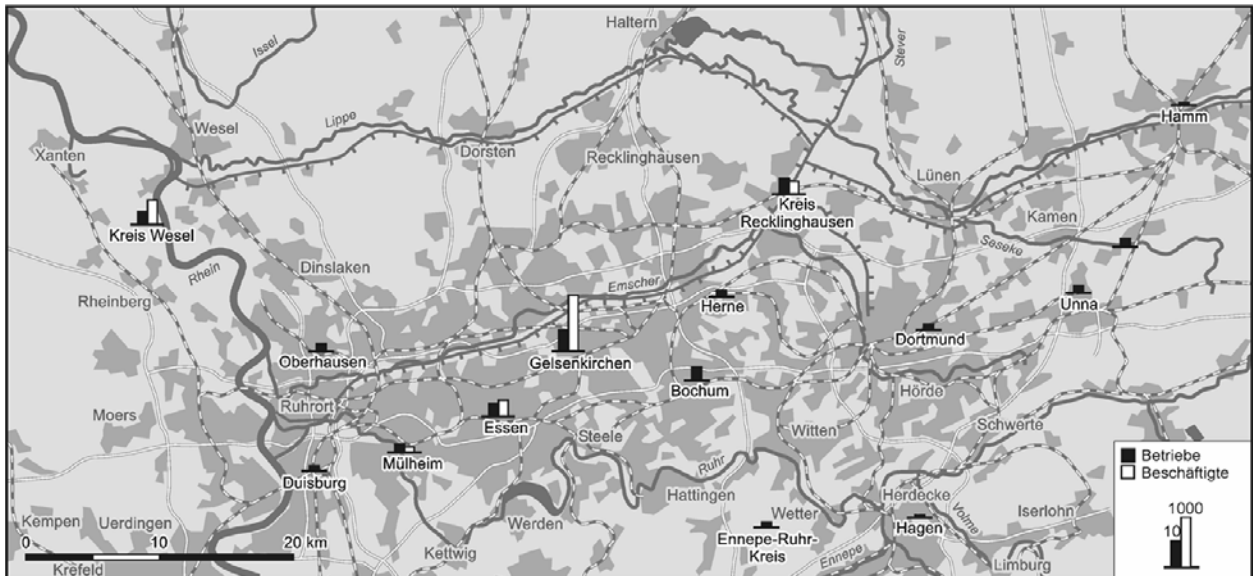 Haltern
Issel
Stever
Lippe
Wesel
Hamm
Xanten
Dorsten
Recklinghausen
Lünen
Kreis
Recklinghausen
Kamen
Kreis Wesel
Seseke
Rhein
Dinslaken
Emscher
Rheinberg
Herne
Unna
Oberhausen
Gelsenkirchen
Dortmund
Bochum
Hörde
Ruhrort
Moers
Essen
Steele
Witten
Schwerte
Mülheim
Ruhr
Duisburg
Hattingen
Herdecke
Volme
Kempen
Uerdingen
Werden
Wetter
Hagen
Iserlohn
Ennepe-Ruhr-
Kreis
Kettwig
Ennepe
Limburg
Krefeld
0 10 20 km
Betriebe
Beschäftigte
1000
10